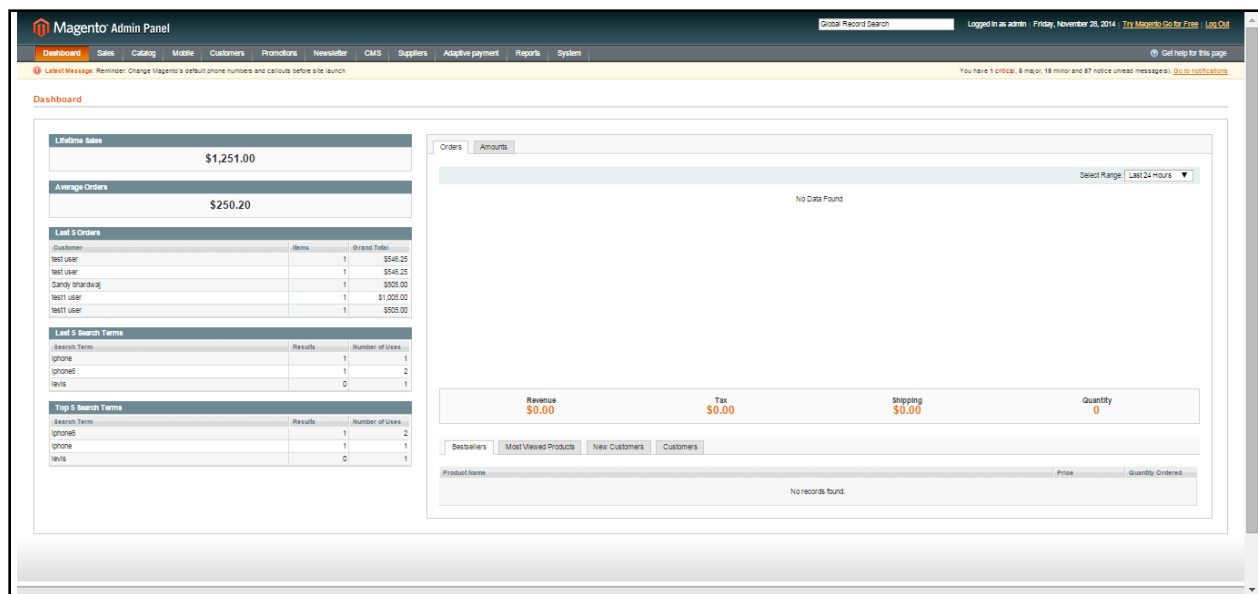 Magento Admin Panel
Global Record Search
Logged in as admin | Friday, November 28, 2014 | Try Magento Go for Free | Log Out
Dashboard Sales Catalog Mobile Customers Promotions Newsletter CMS Suppliers Adaptive payment Reports System Get help for this page
Latest Message: Reminder: Change Magento's default phone numbers and callouts before site launch
You have 1 critical, 6 major, 19 minor and 87 notice unread message(s). Go to notifications
Dashboard
Lifetime Sales
$1,251.00
Average Orders
$250.20
Last 5 Orders
Customer Items Grand Total
test user 1 $546.25
test user 1 $546.25
Sandy bhardwaj 1 $505.00
test1 user 1 $1,005.00
test1 user 1 $505.00
Last 5 Search Terms
Search Term Results Number of Uses
iphone 1 1
iphone6 1 2
levis 0 1
Top 5 Search Terms
Search Term Results Number of Uses
iphone6 1 2
iphone 1 1
levis 0 1
Orders Amounts
Select Range: Last 24 Hours
No Data Found
Revenue Tax Shipping Quantity
$0.00 $0.00 $0.00 0
Bestsellers Most Viewed Products New Customers Customers
Product Name Price Quantity Ordered
No records found.